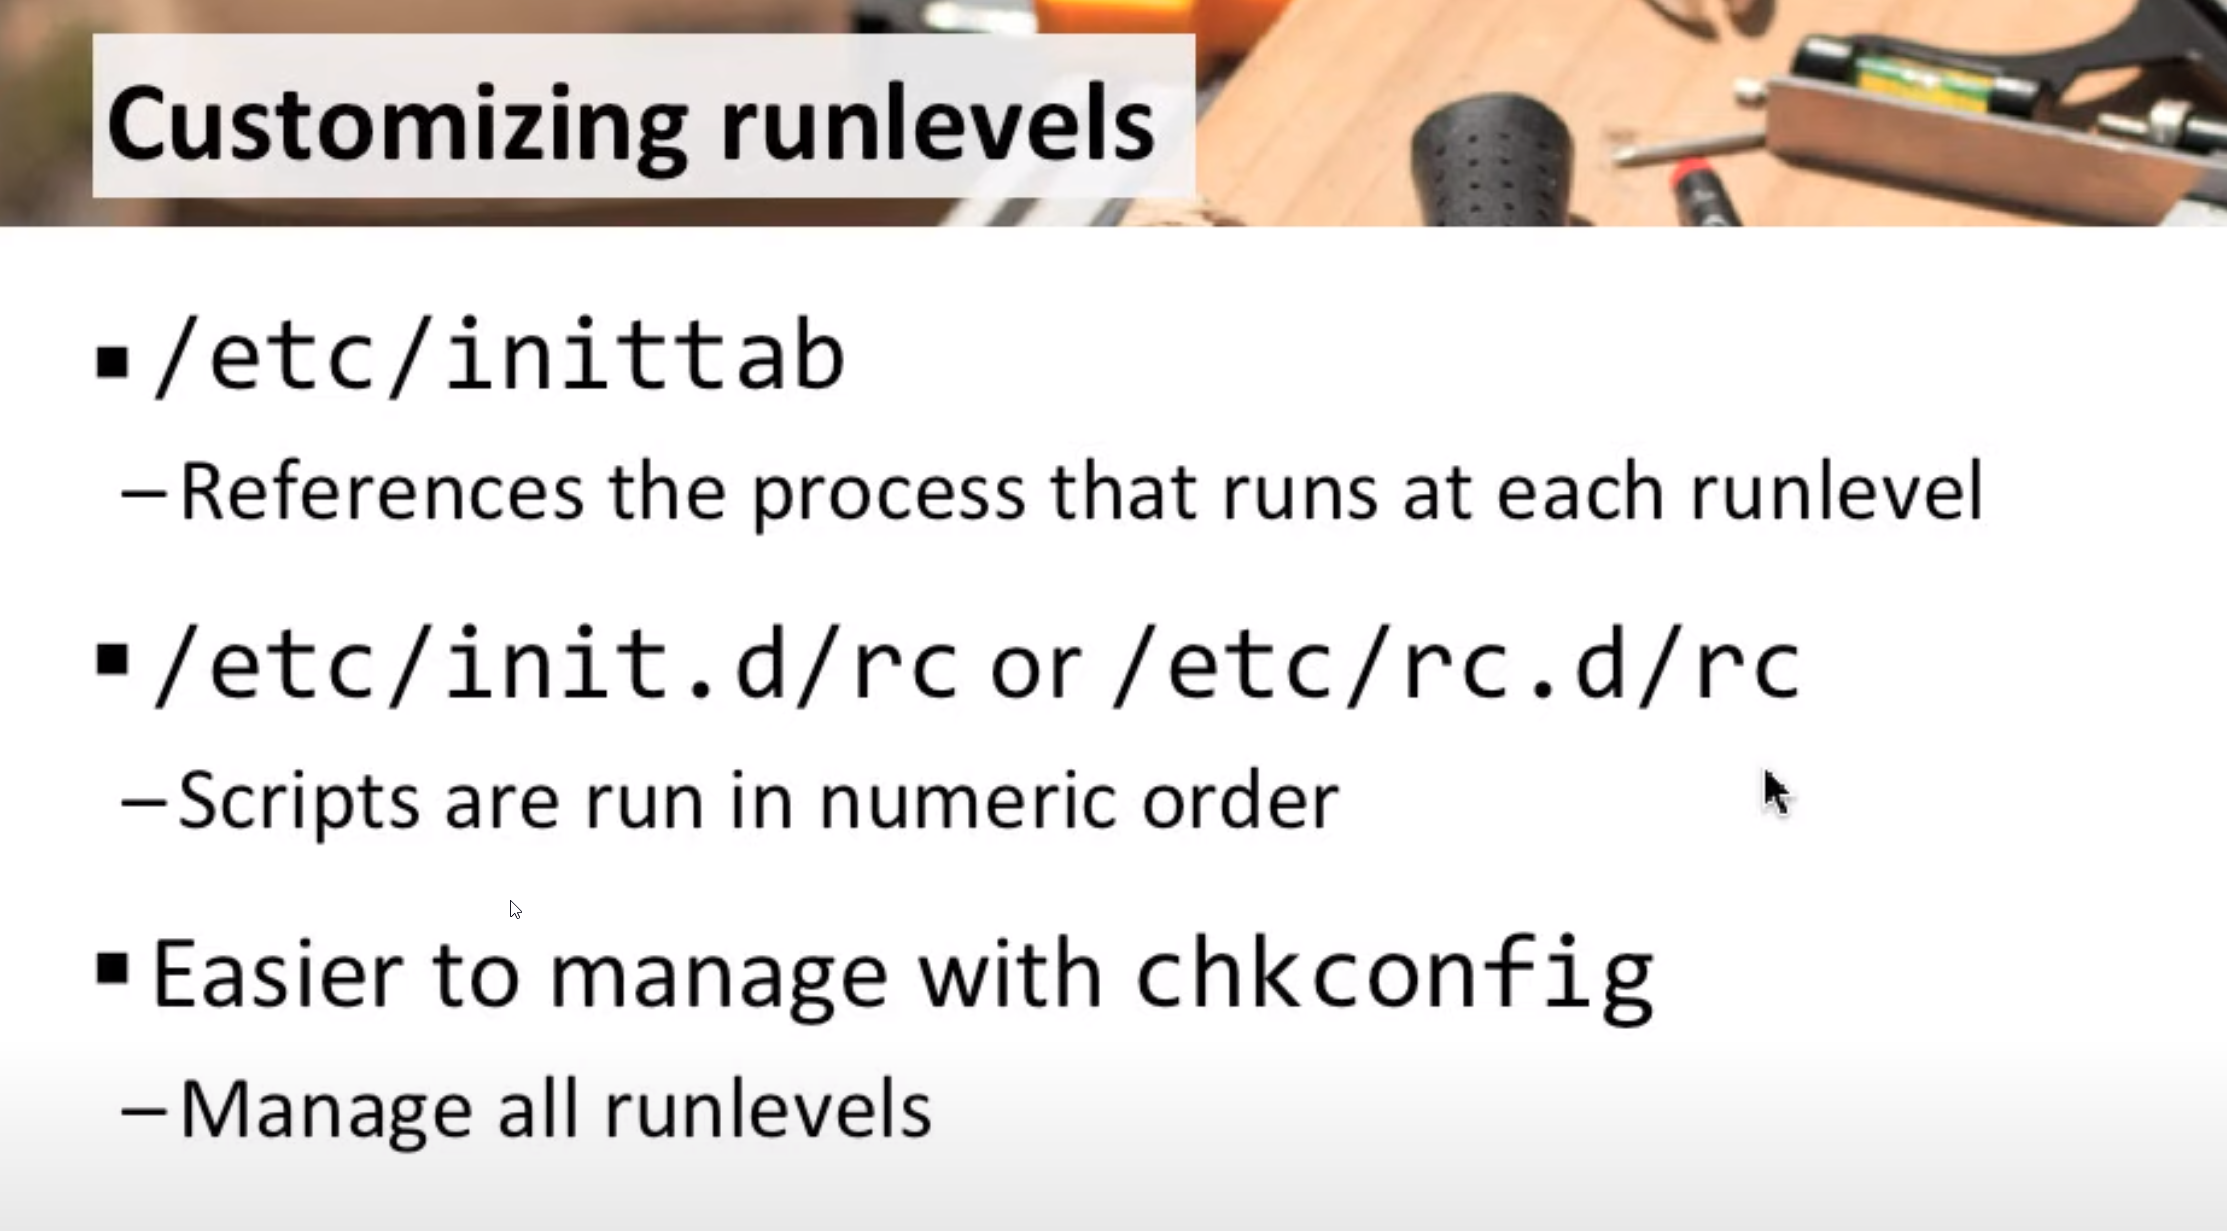 Customizing runlevels
▪ /etc/inittab
– References the process that runs at each runlevel
▪ /etc/init.d/rc or /etc/rc.d/rc
– Scripts are run in numeric order
▪ Easier to manage with chkconfig
– Manage all runlevels